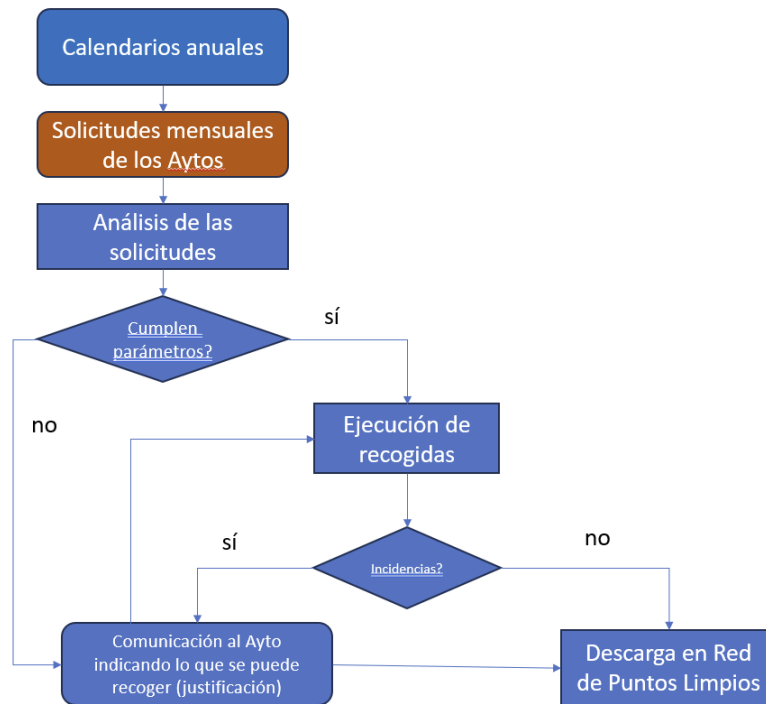 Calendarios anuales
Solicitudes mensuales
de los Aytos
Análisis de las
solicitudes
Cumplen
parámetros?
sí
no
Ejecución de
recogidas
Incidencias?
sí
no
Comunicación al Ayto
indicando lo que se puede
recoger (justificación)
Descarga en Red
de Puntos Limpios